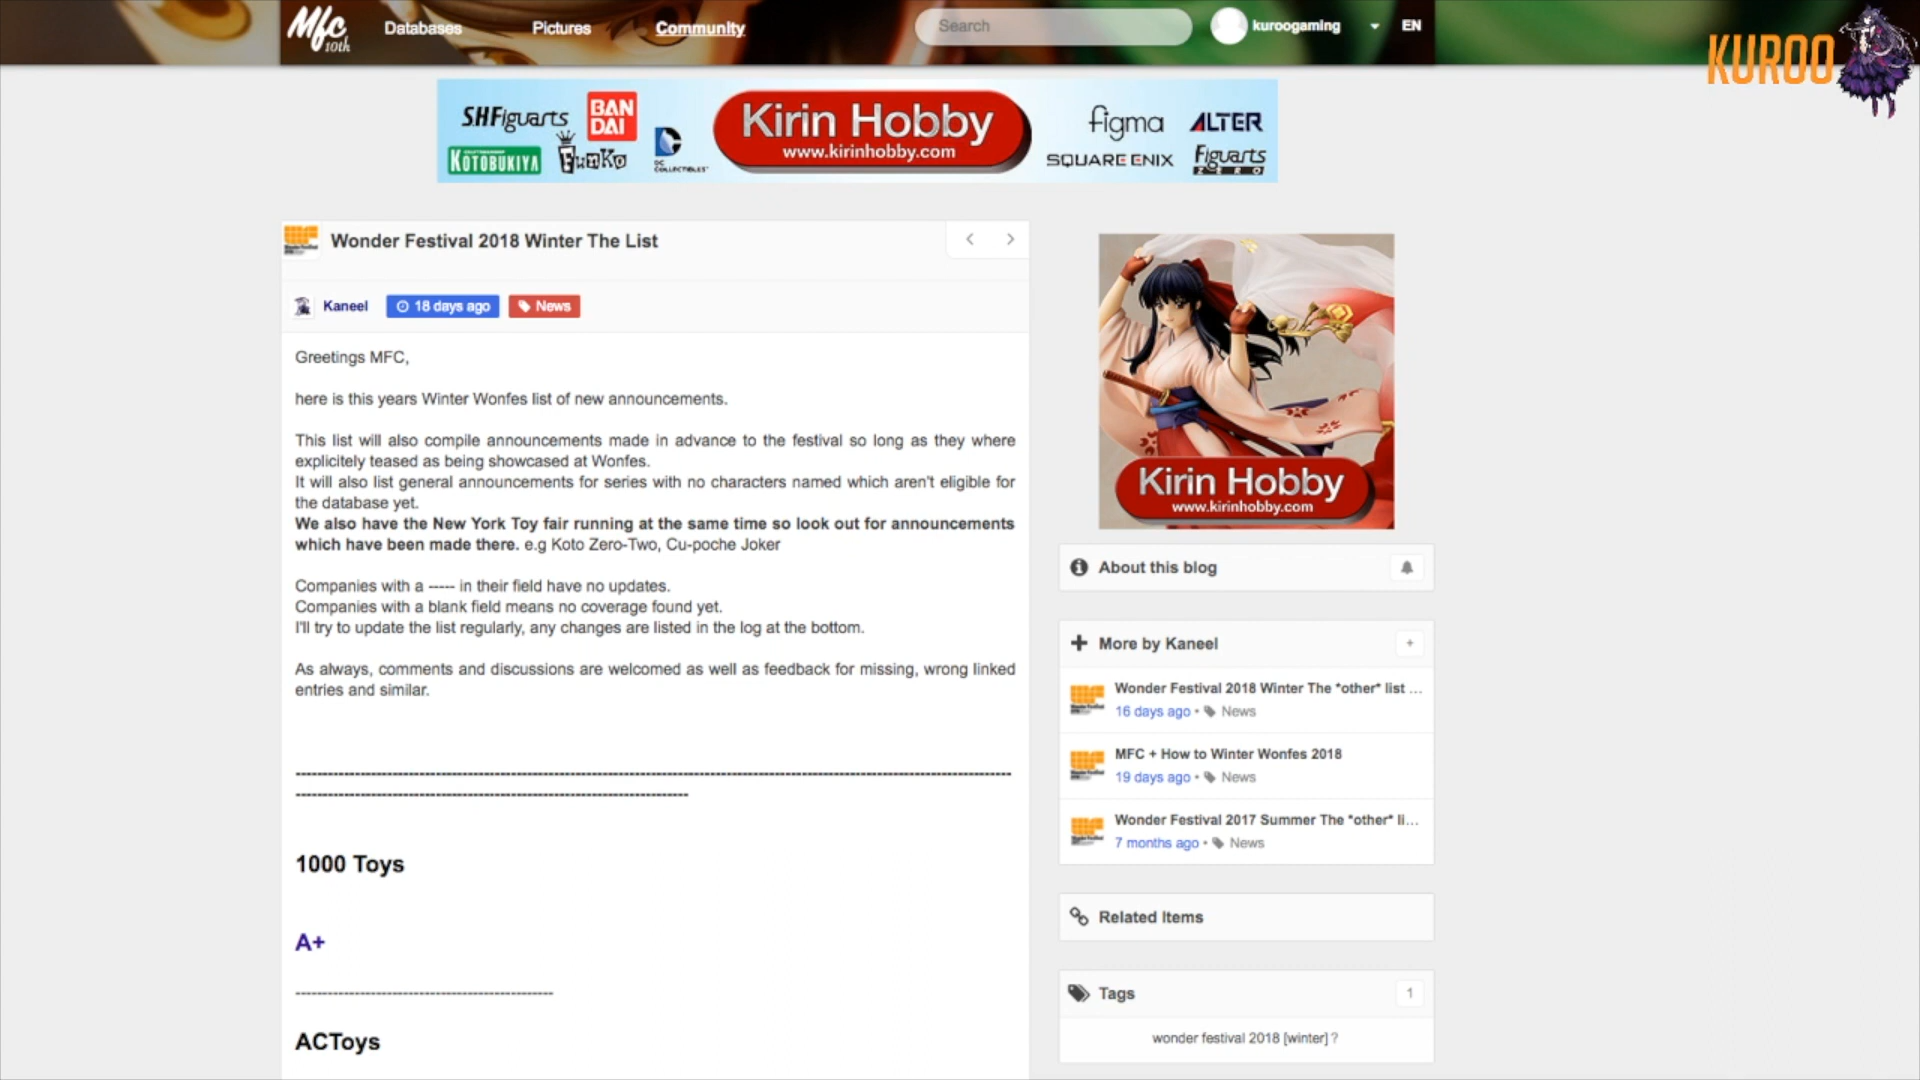 Mfc
10th
Databases
Pictures
Community
Search
kuroogaming
EN
KUROO
S.H.Figuarts
BAN
DAI
KOTOBUKIYA
FunKo
DC
COLLECTIBLES
Kirin Hobby
www.kirinhobby.com
figma
ALTER
SQUARE ENIX
Figuarts
ZERO
Wonder Festival 2018 Winter The List
Kaneel
18 days ago
News
Greetings MFC,
here is this years Winter Wonfes list of new announcements.
This list will also compile announcements made in advance to the festival so long as they where
explicitely teased as being showcased at Wonfes.
It will also list general announcements for series with no characters named which aren't eligible for
the database yet.
We also have the New York Toy fair running at the same time so look out for announcements
which have been made there. e.g Koto Zero-Two, Cu-poche Joker
Companies with a ----- in their field have no updates.
Companies with a blank field means no coverage found yet.
I'll try to update the list regularly, any changes are listed in the log at the bottom.
As always, comments and discussions are welcomed as well as feedback for missing, wrong linked
entries and similar.
1000 Toys
A+
ACToys
Kirin Hobby
www.kirinhobby.com
About this blog
More by Kaneel
+
Wonder Festival 2018 Winter The *other* list ...
16 days ago • News
MFC + How to Winter Wonfes 2018
19 days ago • News
Wonder Festival 2017 Summer The *other* li...
7 months ago • News
Related Items
Tags
1
wonder festival 2018 [winter] ?